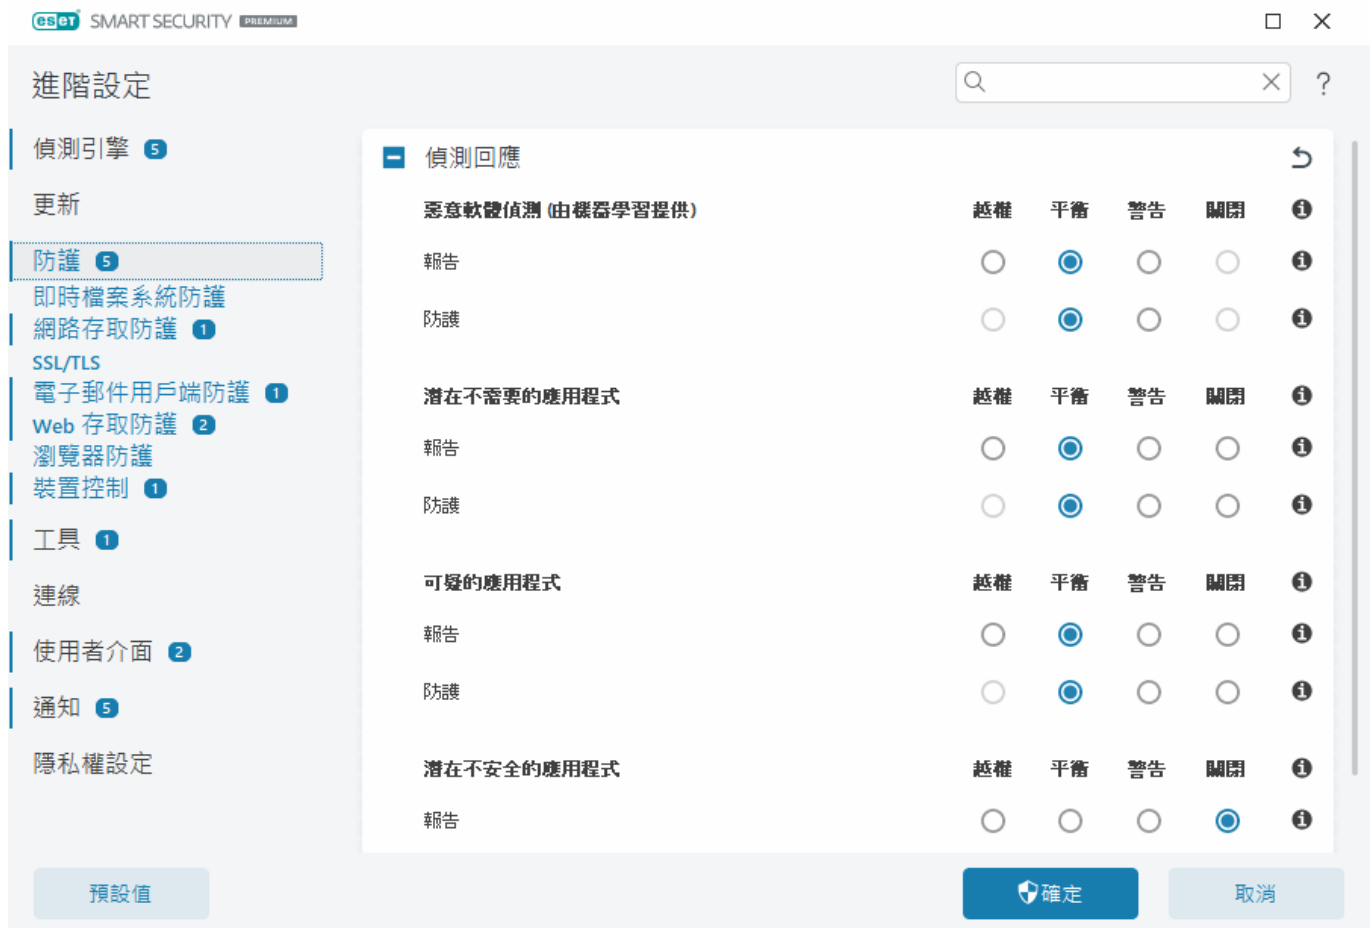 eset SMART SECURITY PREMIUM
進階設定
?
偵測引擎 5
更新
防護 5
即時檔案系統防護
網路存取防護 1
SSL/TLS
電子郵件用戶端防護 1
Web 存取防護 2
瀏覽器防護
裝置控制 1
工具 1
連線
使用者介面 2
通知 5
隱私權設定
偵測回應
惡意軟體偵測 (由機器學習提供) 越權 平衡 警告 關閉
報告
防護
潛在不需要的應用程式 越權 平衡 警告 關閉
報告
防護
可疑的應用程式 越權 平衡 警告 關閉
報告
防護
潛在不安全的應用程式 越權 平衡 警告 關閉
報告
預設值 確定 取消